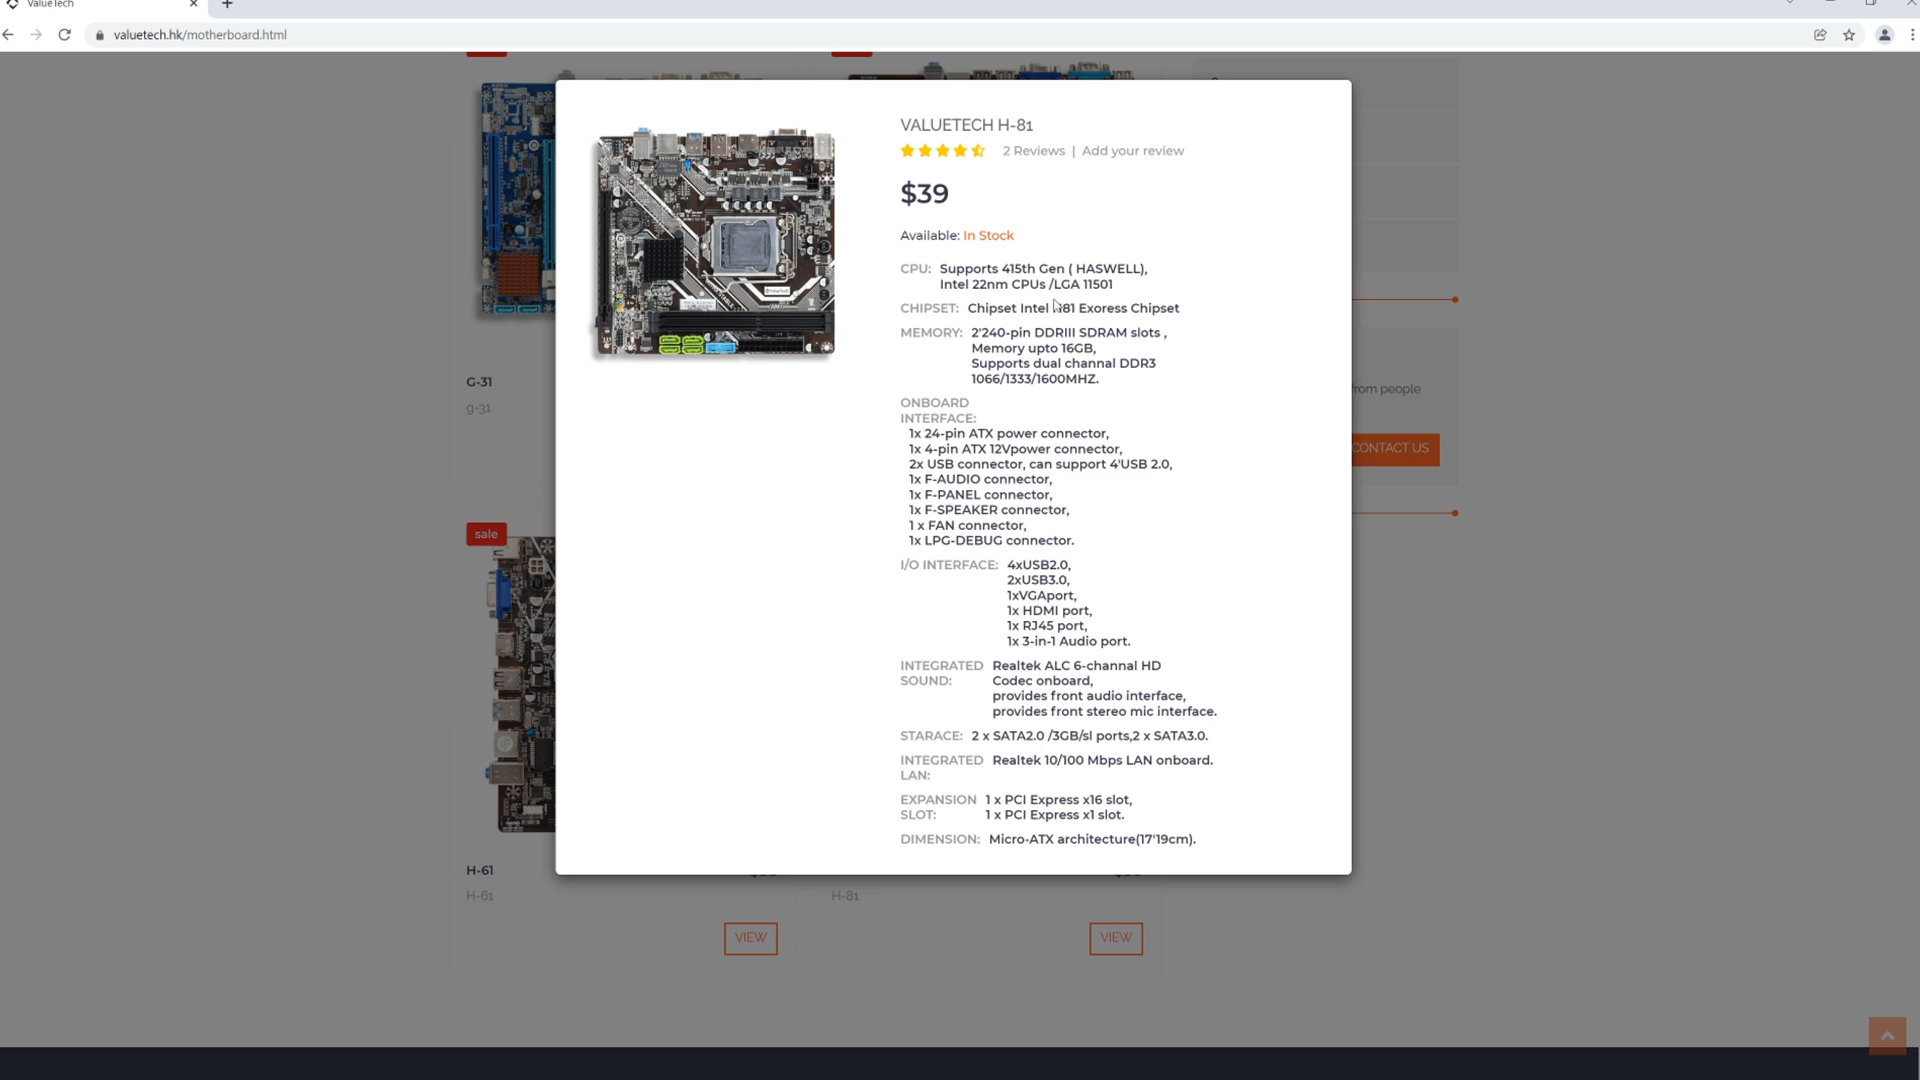 ValueTech
valuetech.hk/motherboard.html
VALUETECH H-81
2 Reviews | Add your review
$39
Available: In Stock
CPU: Supports 415th Gen ( HASWELL),
Intel 22nm CPUs /LGA 11501
CHIPSET: Chipset Intel H81 Exoress Chipset
MEMORY: 2'240-pin DDRIII SDRAM slots ,
Memory upto 16GB,
Supports dual channel DDR3
1066/1333/1600MHZ.
ONBOARD
INTERFACE:
1x 24-pin ATX power connector,
1x 4-pin ATX 12Vpower connector,
2x USB connector, can support 4'USB 2.0,
1x F-AUDIO connector,
1x F-PANEL connector,
1x F-SPEAKER connector,
1 x FAN connector,
1x LPG-DEBUG connector.
I/O INTERFACE: 4xUSB2.0,
2xUSB3.0,
1xVGAport,
1x HDMI port,
1x RJ45 port,
1x 3-in-1 Audio port.
INTEGRATED SOUND: Realtek ALC 6-channel HD
Codec onboard,
provides front audio interface,
provides front stereo mic interface.
STARACE: 2 x SATA2.0 /3GB/sl ports,2 x SATA3.0.
INTEGRATED LAN: Realtek 10/100 Mbps LAN onboard.
EXPANSION SLOT: 1 x PCI Express x16 slot,
1 x PCI Express x1 slot.
DIMENSION: Micro-ATX architecture(17'19cm).
G-31
g-31
from people
CONTACT US
sale
H-61
H-61
H-81
VIEW
VIEW